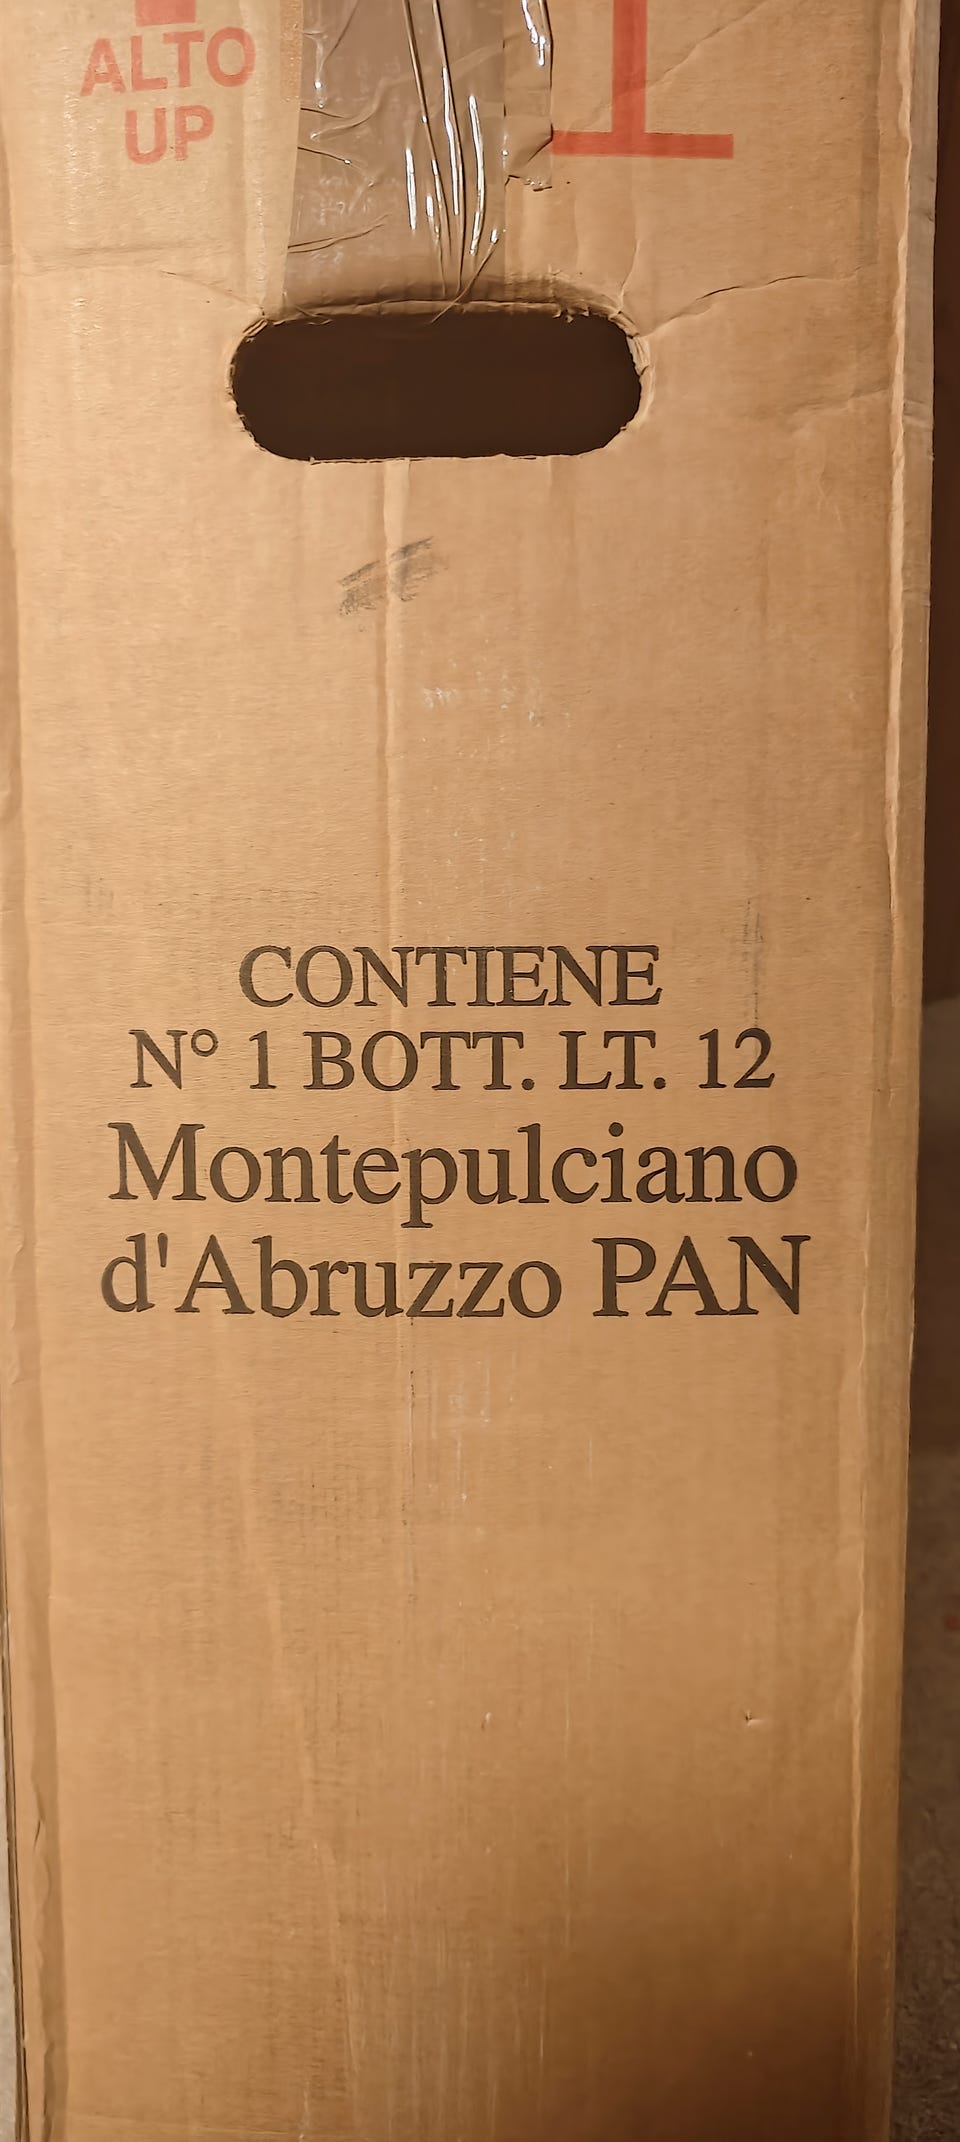 ALTO
UP
CONTIENE
N° 1 BOTT. LT. 12
Montepulciano
d'Abruzzo PAN